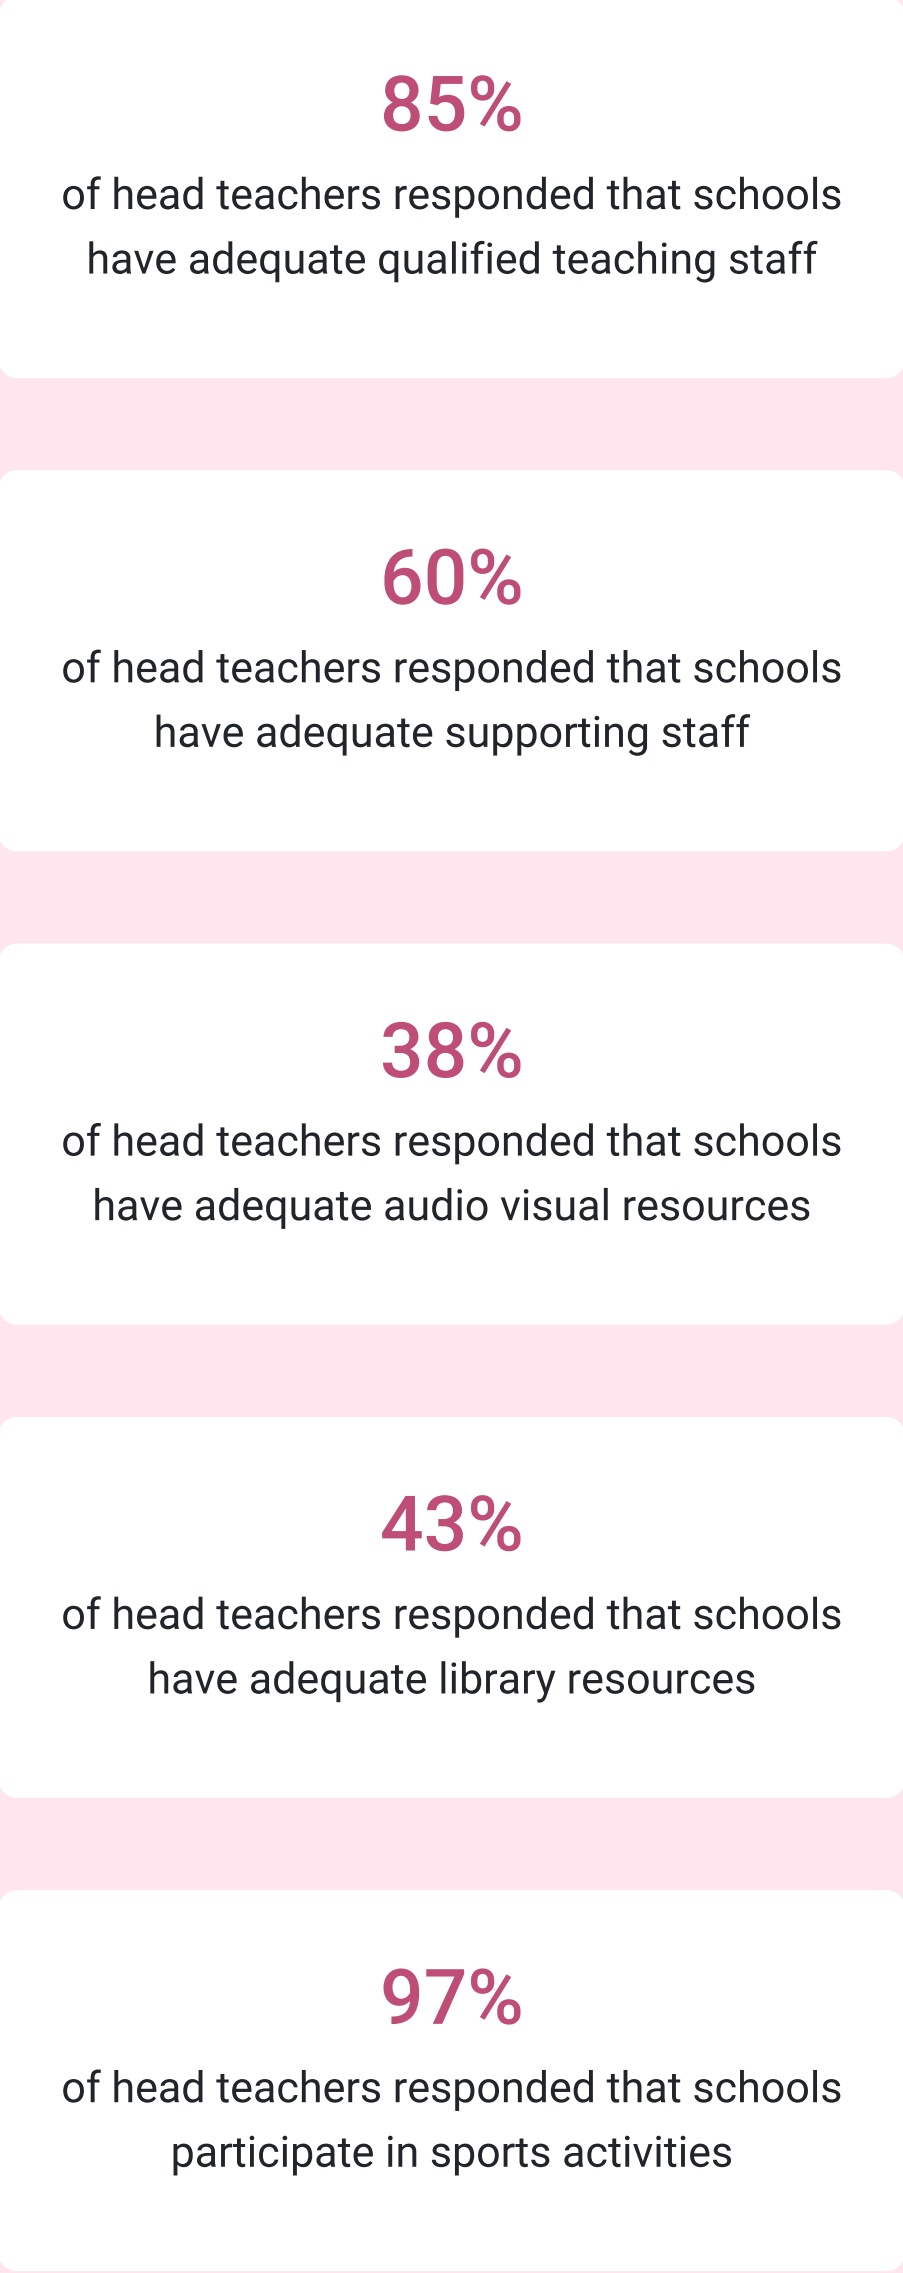 85%
of head teachers responded that schools
have adequate qualified teaching staff
60%
of head teachers responded that schools
have adequate supporting staff
38%
of head teachers responded that schools
have adequate audio visual resources
43%
of head teachers responded that schools
have adequate library resources
97%
of head teachers responded that schools
participate in sports activities